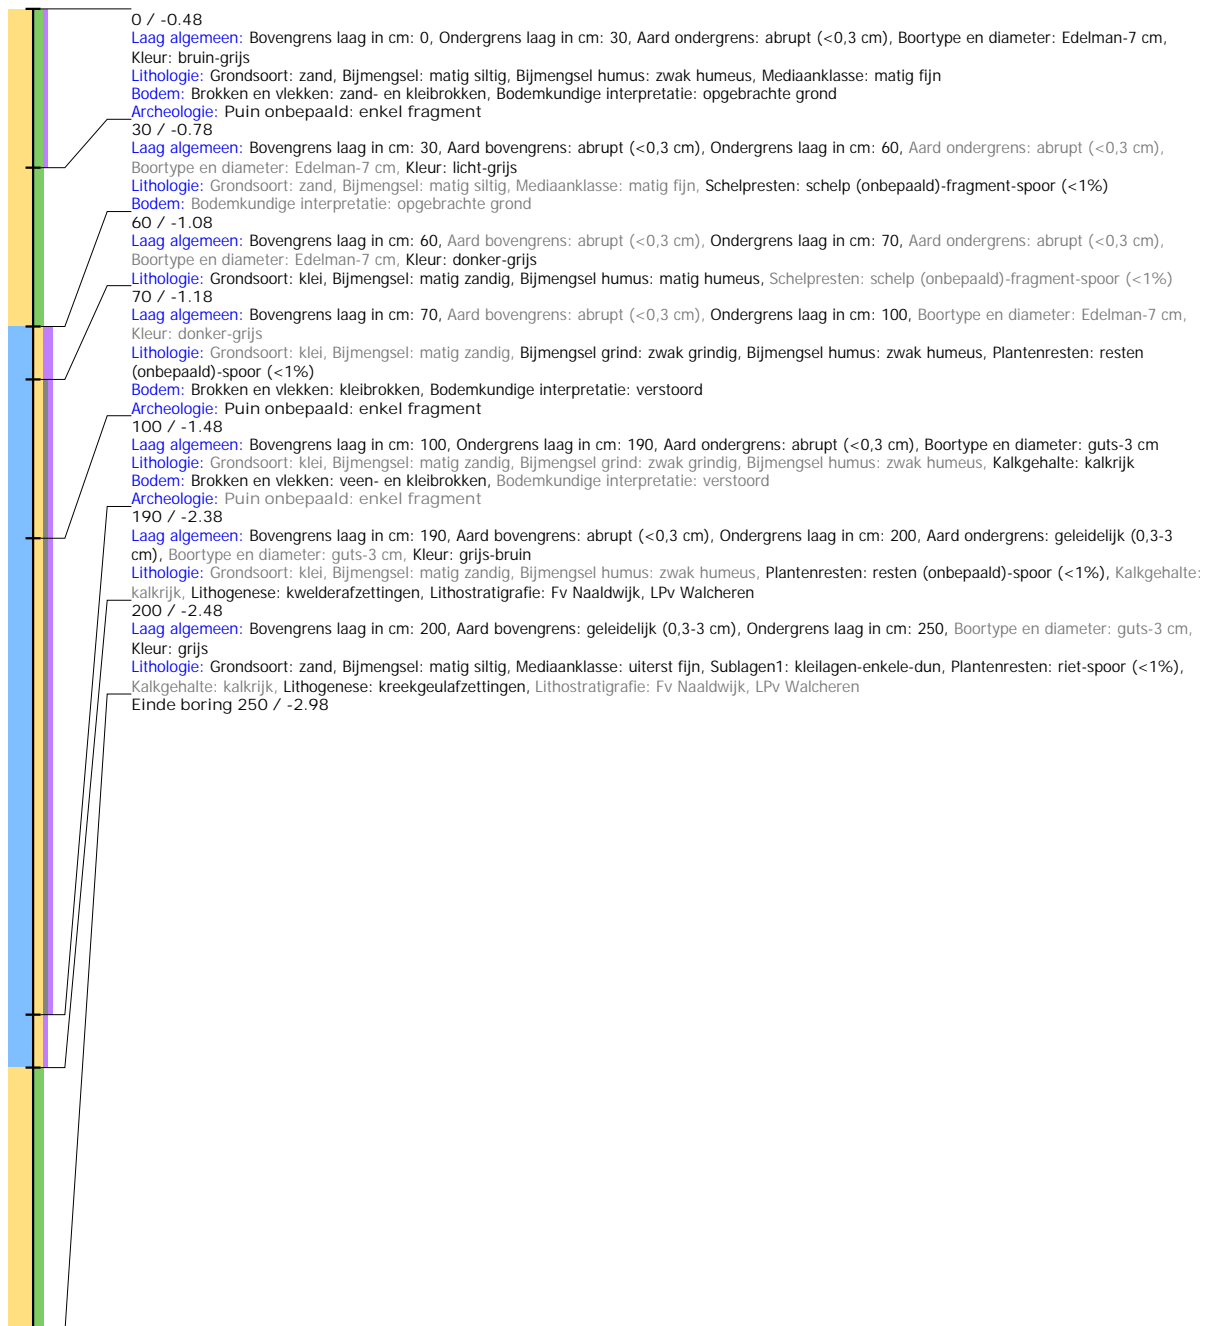 0 / -0.48
Laag algemeen: Bovengrens laag in cm: 0, Ondergrens laag in cm: 30, Aard ondergrens: abrupt (<0,3 cm), Boortype en diameter: Edelman-7 cm,
Kleur: bruin-grijs
Lithologie: Grondsoort: zand, Bijmengsel: matig siltig, Bijmengsel humus: zwak humeus, Mediaanklasse: matig fijn
Bodem: Brokken en vlekken: zand- en kleibrokken, Bodemkundige interpretatie: opgebrachte grond
Archeologie: Puin onbepaald: enkel fragment
30 / -0.78
Laag algemeen: Bovengrens laag in cm: 30, Aard bovengrens: abrupt (<0,3 cm), Ondergrens laag in cm: 60, Aard ondergrens: abrupt (<0,3 cm),
Boortype en diameter: Edelman-7 cm, Kleur: licht-grijs
Lithologie: Grondsoort: zand, Bijmengsel: matig siltig, Mediaanklasse: matig fijn, Schelpresten: schelp (onbepaald)-fragment-spoor (<1%)
Bodem: Bodemkundige interpretatie: opgebrachte grond
60 / -1.08
Laag algemeen: Bovengrens laag in cm: 60, Aard bovengrens: abrupt (<0,3 cm), Ondergrens laag in cm: 70, Aard ondergrens: abrupt (<0,3 cm),
Boortype en diameter: Edelman-7 cm, Kleur: donker-grijs
Lithologie: Grondsoort: klei, Bijmengsel: matig zandig, Bijmengsel humus: matig humeus, Schelpresten: schelp (onbepaald)-fragment-spoor (<1%)
70 / -1.18
Laag algemeen: Bovengrens laag in cm: 70, Aard bovengrens: abrupt (<0,3 cm), Ondergrens laag in cm: 100, Boortype en diameter: Edelman-7 cm,
Kleur: donker-grijs
Lithologie: Grondsoort: klei, Bijmengsel: matig zandig, Bijmengsel grind: zwak grindig, Bijmengsel humus: zwak humeus, Plantenresten: resten
(onbepaald)-spoor (<1%)
Bodem: Brokken en vlekken: kleibrokken, Bodemkundige interpretatie: verstoord
Archeologie: Puin onbepaald: enkel fragment
100 / -1.48
Laag algemeen: Bovengrens laag in cm: 100, Ondergrens laag in cm: 190, Aard ondergrens: abrupt (<0,3 cm), Boortype en diameter: guts-3 cm
Lithologie: Grondsoort: klei, Bijmengsel: matig zandig, Bijmengsel grind: zwak grindig, Bijmengsel humus: zwak humeus, Kalkgehalte: kalkrijk
Bodem: Brokken en vlekken: veen- en kleibrokken, Bodemkundige interpretatie: verstoord
Archeologie: Puin onbepaald: enkel fragment
190 / -2.38
Laag algemeen: Bovengrens laag in cm: 190, Aard bovengrens: abrupt (<0,3 cm), Ondergrens laag in cm: 200, Aard ondergrens: geleidelijk (0,3-3
cm), Boortype en diameter: guts-3 cm, Kleur: grijs-bruin
Lithologie: Grondsoort: klei, Bijmengsel: matig zandig, Bijmengsel humus: zwak humeus, Plantenresten: resten (onbepaald)-spoor (<1%), Kalkgehalte:
kalkrijk, Lithogenese: kwelderafzettingen, Lithostratigrafie: Fv Naaldwijk, LPv Walcheren
200 / -2.48
Laag algemeen: Bovengrens laag in cm: 200, Aard bovengrens: geleidelijk (0,3-3 cm), Ondergrens laag in cm: 250, Boortype en diameter: guts-3 cm,
Kleur: grijs
Lithologie: Grondsoort: zand, Bijmengsel: matig siltig, Mediaanklasse: uiterst fijn, Sublagen1: kleilagen-enkele-dun, Plantenresten: riet-spoor (<1%),
Kalkgehalte: kalkrijk, Lithogenese: kreekgeulafzettingen, Lithostratigrafie: Fv Naaldwijk, LPv Walcheren
Einde boring 250 / -2.98